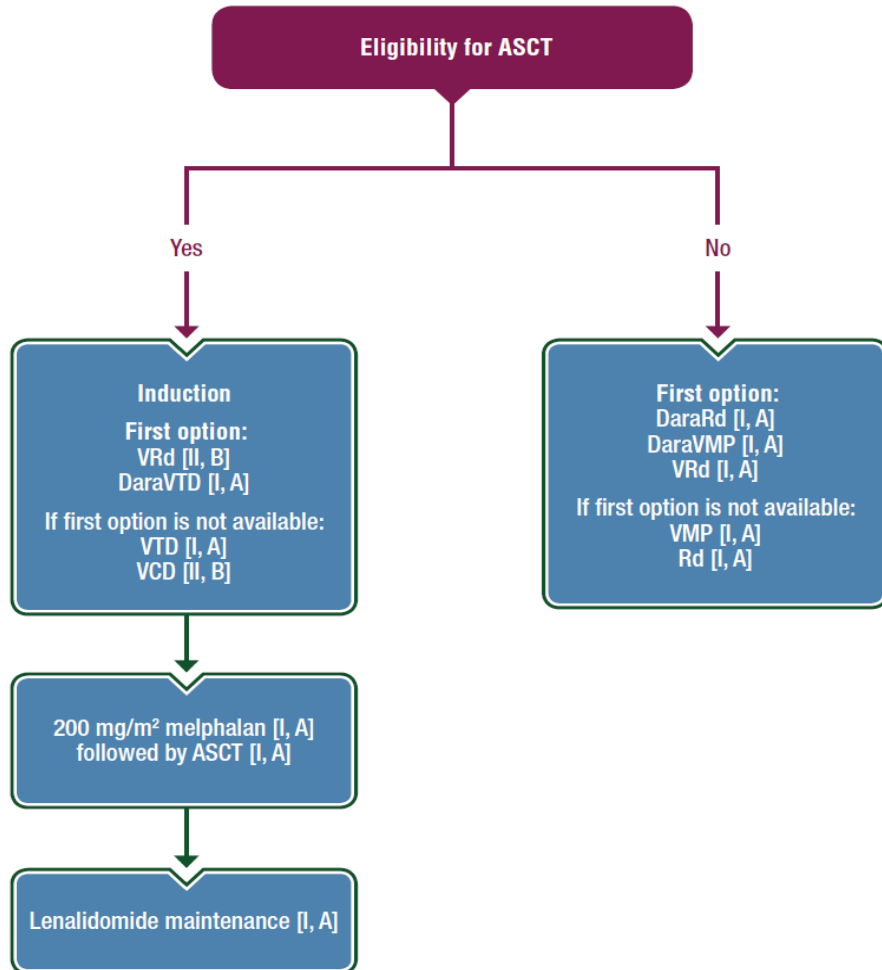 Eligibility for ASCT
Yes
No
Induction
First option:
VRd [II, B]
DaraVTD [I, A]
If first option is not available:
VTD [I, A]
VCD [II, B]
First option:
DaraRd [I, A]
DaraVMP [I, A]
VRd [I, A]
If first option is not available:
VMP [I, A]
Rd [I, A]
200 mg/m² melphalan [I, A]
followed by ASCT [I, A]
Lenalidomide maintenance [I, A]